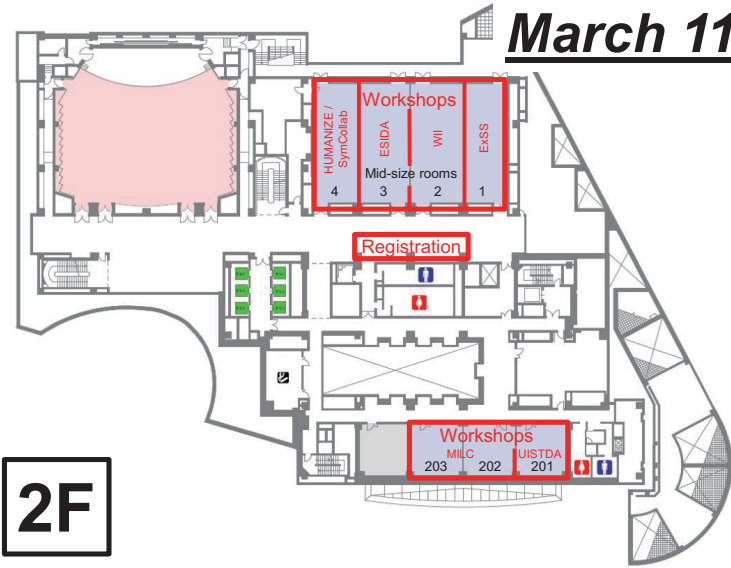 March 11
Workshops
HUMANIZE /
SymCollab
ESIDA
WII
ExSS
Mid-size rooms
4 3 2 1
Registration
Workshops
MILC UISTDA
203 202 201
2F